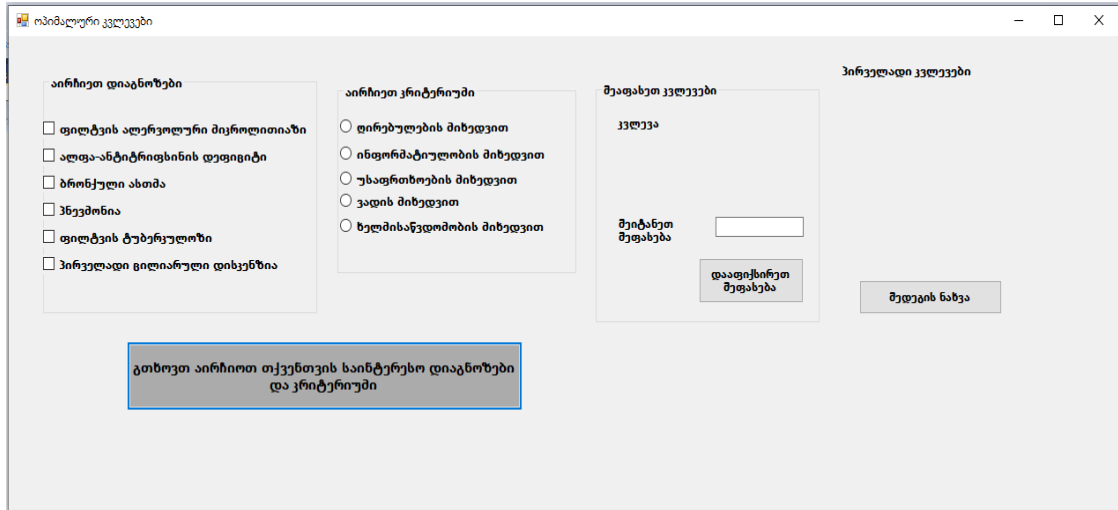 ოპიმალური კვლევები
აირჩიეთ დიაგნოზები
ფილტვის ალერვოლური მიკროლითიაზი
ალფა-ანტიტრიფსინის დეფიციტი
ბრონქული ასთმა
პნევმონია
ფილტვის ტუბერკულოზი
პირველადი ცილიარული დისკენზია
აირჩიეთ კრიტერიუმი
ღირებულების მიხედვით
ინფორმატიულობის მიხედვით
უსაფრთხოების მიხედვით
ვადის მიხედვით
ხელმისაწვდომობის მიხედვით
შეაფასეთ კვლევები
კვლევა
შეიტანეთ
შეფასება
დააფიქსირეთ
შეფასება
პირველადი კვლევები
შედეგის ნახვა
გთხოვთ აირჩიოთ თქვენთვის საინტერესო დიაგნოზები
და კრიტერიუმი